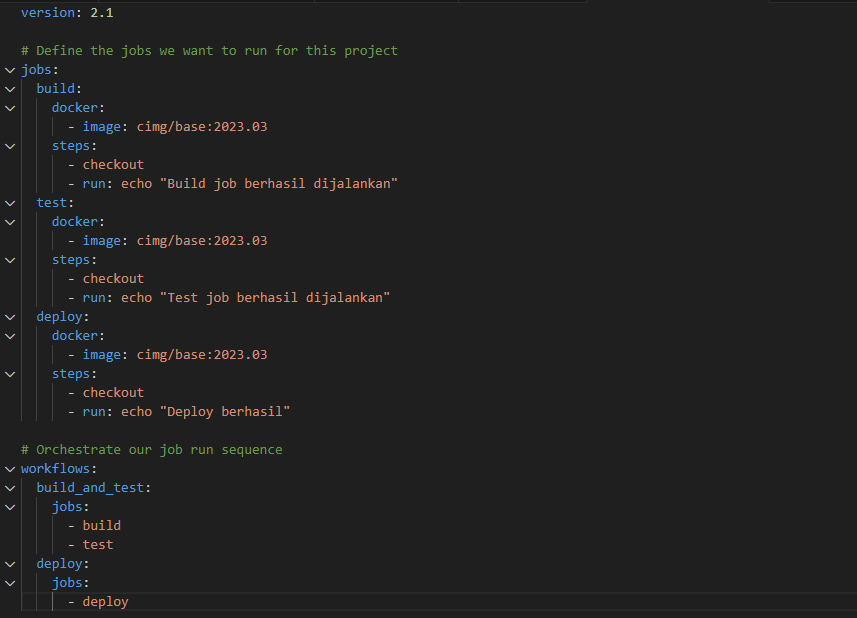 version: 2.1
# Define the jobs we want to run for this project
jobs:
build:
docker:
- image: cimg/base:2023.03
steps:
- checkout
- run: echo "Build job berhasil dijalankan"
test:
docker:
- image: cimg/base:2023.03
steps:
- checkout
- run: echo "Test job berhasil dijalankan"
deploy:
docker:
- image: cimg/base:2023.03
steps:
- checkout
- run: echo "Deploy berhasil"
# Orchestrate our job run sequence
workflows:
build_and_test:
jobs:
- build
- test
deploy:
jobs:
- deploy